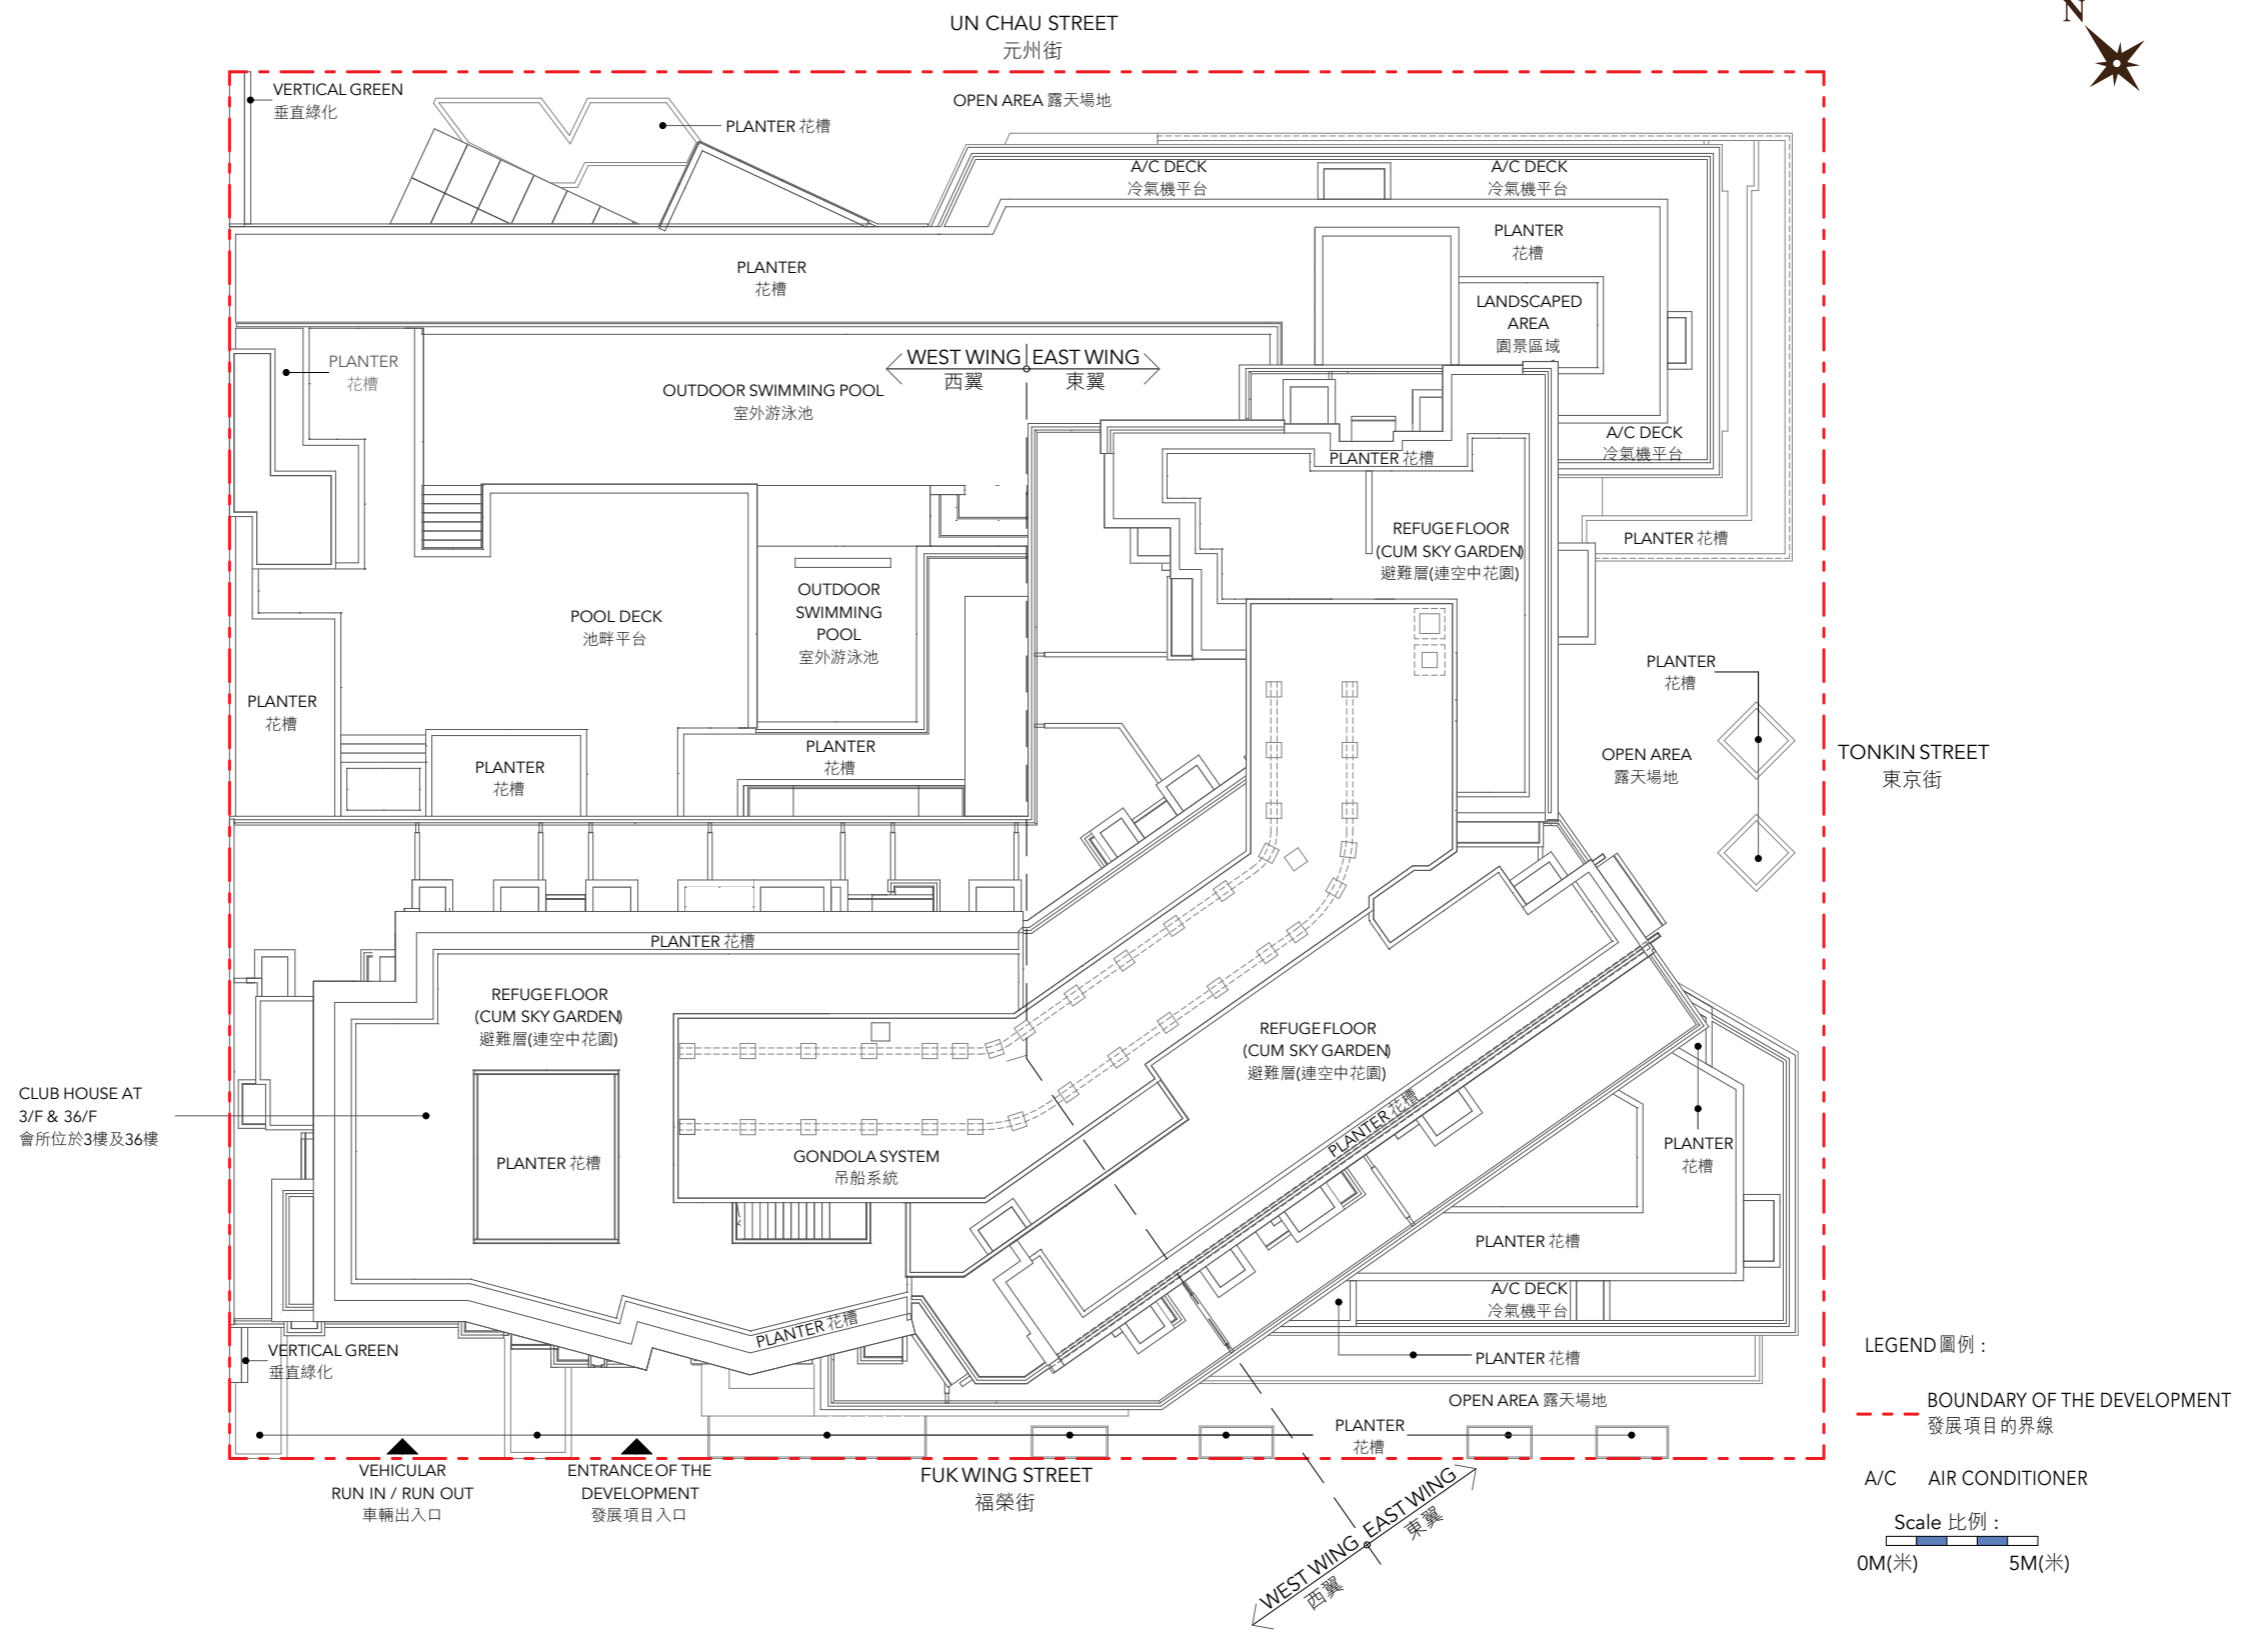 UN CHAU STREET
元州街
N
VERTICAL GREEN
垂直綠化
PLANTER 花槽
OPEN AREA 露天場地
A/C DECK
冷氣機平台
A/C DECK
冷氣機平台
PLANTER
花槽
PLANTER
花槽
LANDSCAPED
AREA
園景區域
PLANTER
花槽
WEST WING
西翼
EAST WING
東翼
OUTDOOR SWIMMING POOL
室外游泳池
A/C DECK
冷氣機平台
PLANTER 花槽
REFUGE FLOOR
(CUM SKY GARDEN)
避難層(連空中花園)
PLANTER 花槽
OUTDOOR
SWIMMING
POOL
室外游泳池
POOL DECK
池畔平台
PLANTER
花槽
PLANTER
花槽
PLANTER
花槽
PLANTER
花槽
OPEN AREA
露天場地
TONKIN STREET
東京街
PLANTER 花槽
REFUGE FLOOR
(CUM SKY GARDEN)
避難層(連空中花園)
REFUGE FLOOR
(CUM SKY GARDEN)
避難層(連空中花園)
CLUB HOUSE AT
3/F & 36/F
會所位於3樓及36樓
PLANTER 花槽
PLANTER
花槽
PLANTER 花槽
GONDOLA SYSTEM
吊船系統
PLANTER 花槽
A/C DECK
冷氣機平台
PLANTER 花槽
VERTICAL GREEN
垂直綠化
PLANTER 花槽
OPEN AREA 露天場地
PLANTER
花槽
VEHICULAR
RUN IN / RUN OUT
車輛出入口
ENTRANCE OF THE
DEVELOPMENT
發展項目入口
FUK WING STREET
福榮街
WEST WING
西翼
EAST WING
東翼
LEGEND 圖例 :
BOUNDARY OF THE DEVELOPMENT
發展項目的界線
A/C AIR CONDITIONER
Scale 比例 :
0M(米) 5M(米)